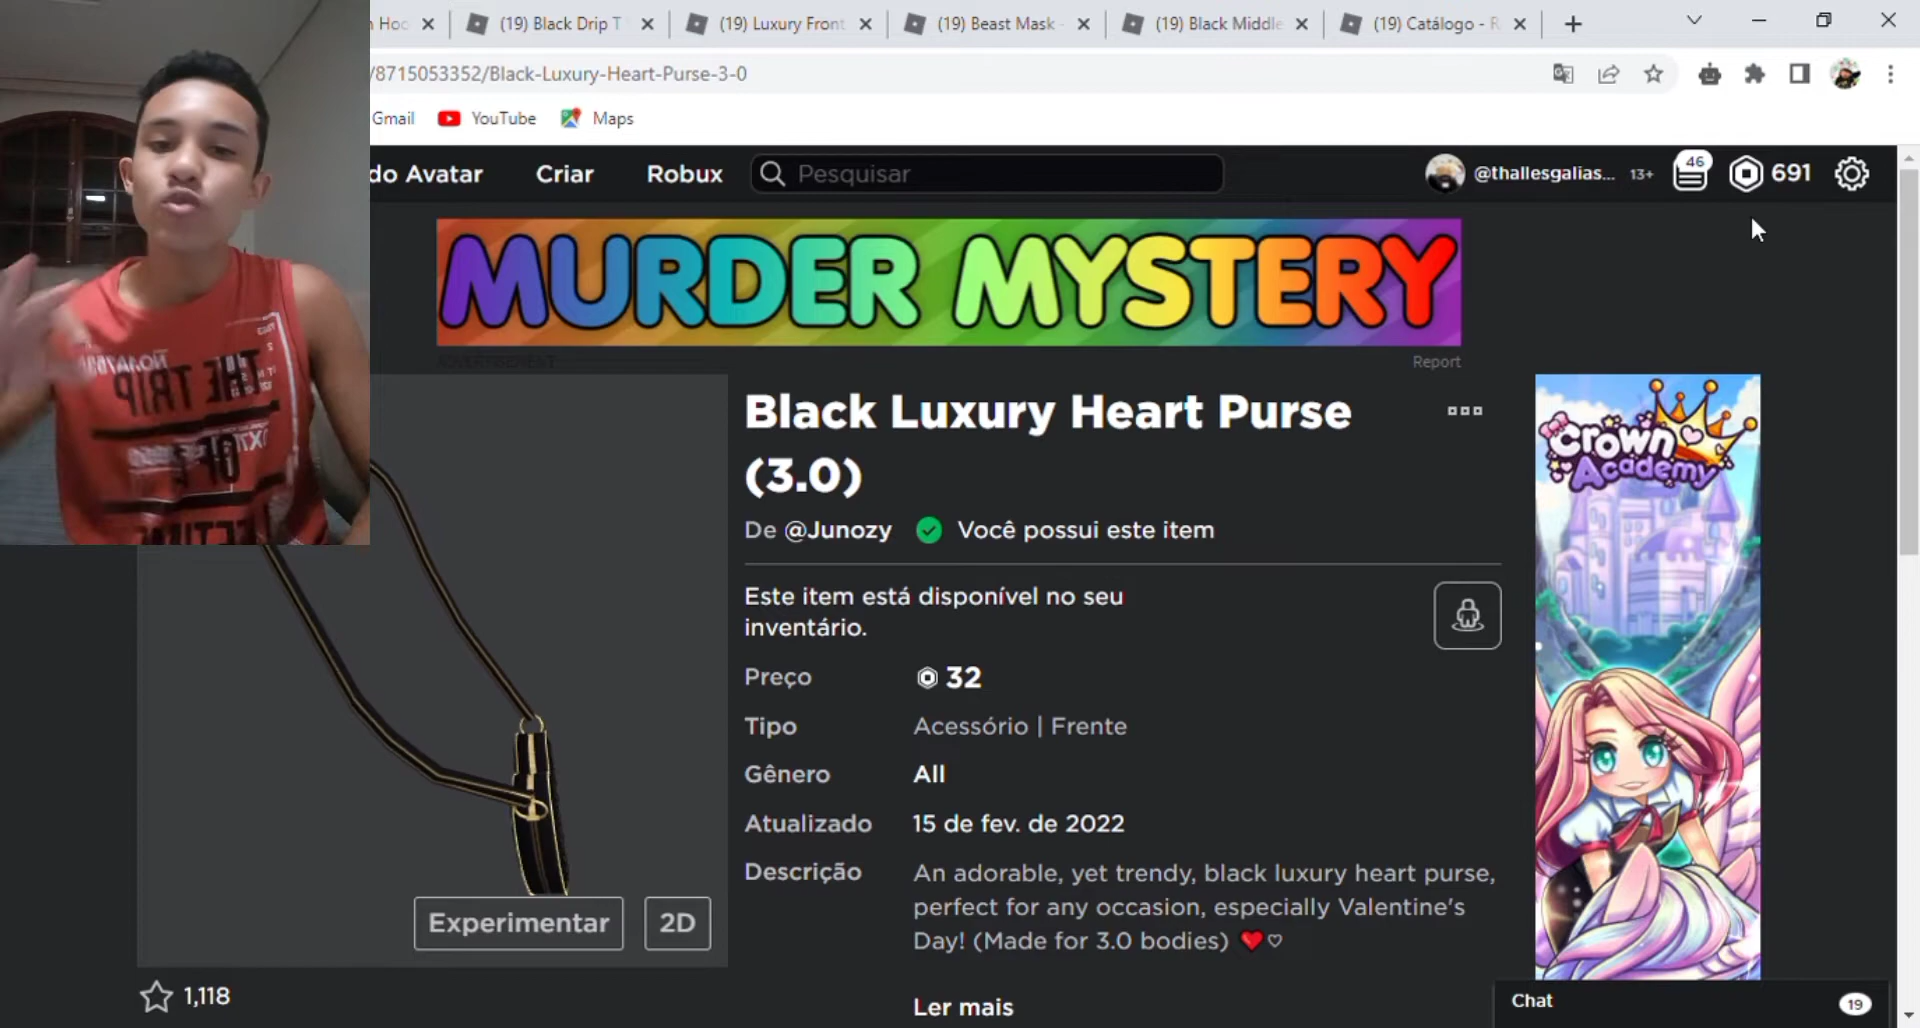 Hoo
(19) Black Drip T
(19) Luxury Front
(19) Beast Mask -
(19) Black Middle
(19) Catálogo - R
/8715053352/Black-Luxury-Heart-Purse-3-0
Gmail
YouTube
Maps
do Avatar
Criar
Robux
Pesquisar
@thallesgalias...
13+
46
691
MURDER MYSTERY
ADVERTISEMENT
Report
THE TRIP
Black Luxury Heart Purse
(3.0)
De @Junozy
Você possui este item
Este item está disponível no seu
inventário.
Preço
32
Tipo
Acessório | Frente
Gênero
All
Atualizado
15 de fev. de 2022
Descrição
An adorable, yet trendy, black luxury heart purse,
perfect for any occasion, especially Valentine's
Day! (Made for 3.0 bodies) ❤️♡
Ler mais
Experimentar
2D
1,118
Crown
Academy
Chat
19